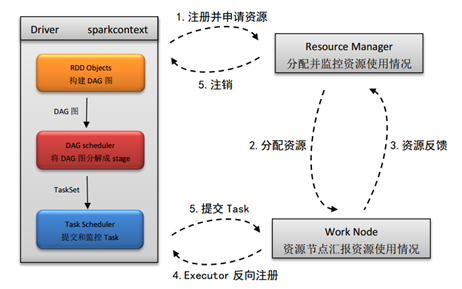 Driver sparkcontext
RDD Objects
构建 DAG 图
DAG 图
DAG scheduler
将 DAG 图分解成 stage
TaskSet
Task Scheduler
提交和监控 Task
1. 注册并申请资源
5. 注销
Resource Manager
分配并监控资源使用情况
2. 分配资源
3. 资源反馈
5. 提交 Task
Work Node
资源节点汇报资源使用情况
4. Executor 反向注册